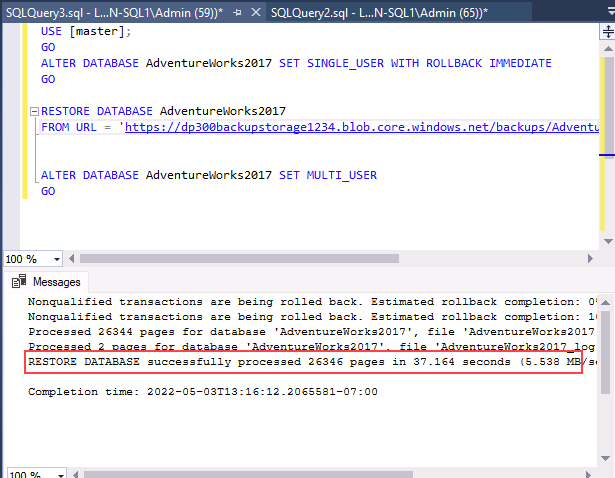 SQLQuery3.sql - L...N-SQL1\Admin (59))* SQLQuery2.sql - L...N-SQL1\Admin (65))*
USE [master];
GO
ALTER DATABASE AdventureWorks2017 SET SINGLE_USER WITH ROLLBACK IMMEDIATE
GO
RESTORE DATABASE AdventureWorks2017
FROM URL = 'https://dp300backupstorage1234.blob.core.windows.net/backups/Adventu
ALTER DATABASE AdventureWorks2017 SET MULTI_USER
GO
100 %
Messages
Nonqualified transactions are being rolled back. Estimated rollback completion: 0%
Nonqualified transactions are being rolled back. Estimated rollback completion: 10
Processed 26344 pages for database 'AdventureWorks2017', file 'AdventureWorks2017
Processed 2 pages for database 'AdventureWorks2017', file 'AdventureWorks2017_log
RESTORE DATABASE successfully processed 26346 pages in 37.164 seconds (5.538 MB/se
Completion time: 2022-05-03T13:16:12.2065581-07:00
100 %